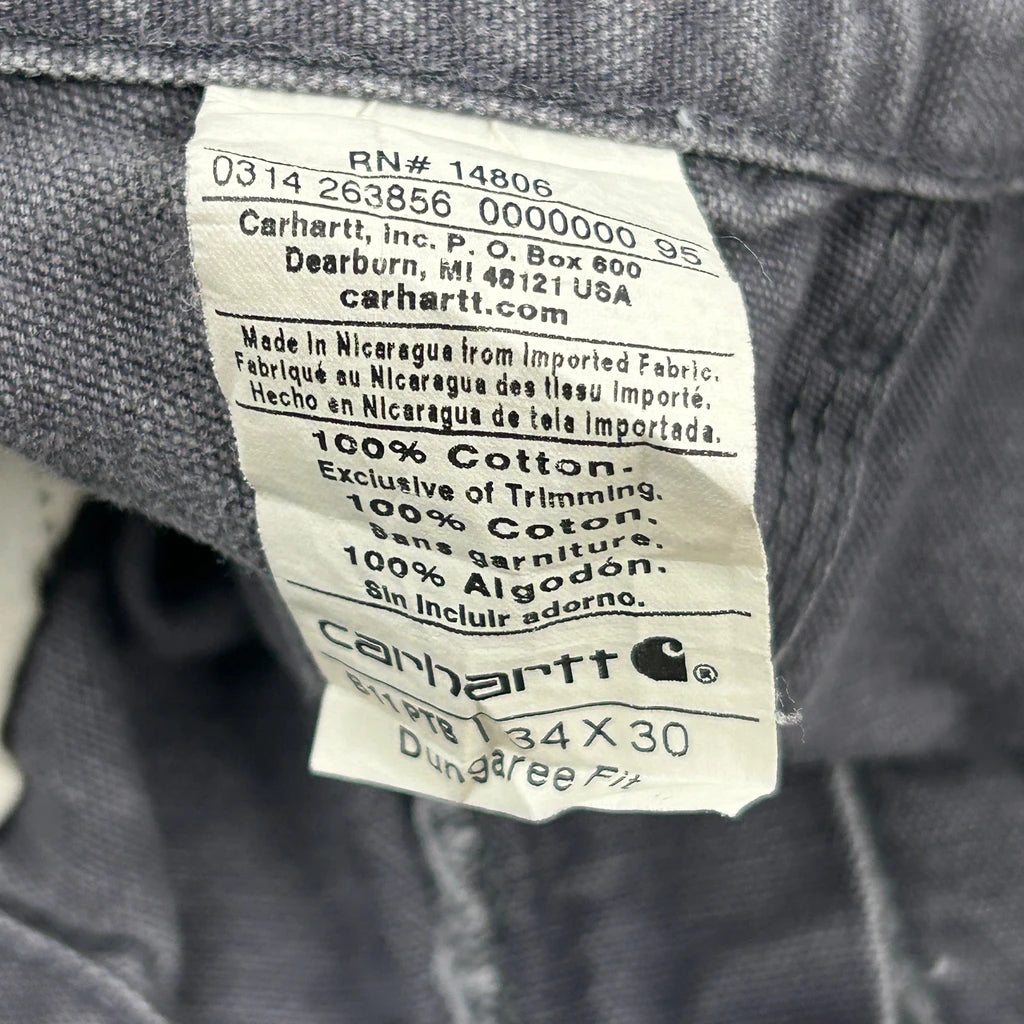 RN# 14806
0314 263856 0000000 95
Carhartt, Inc. P. O. Box 600
Dearborn, MI 48121 USA
carhartt.com
Made In Nicaragua from Imported Fabric.
Fabriqué au Nicaragua des tissu importé.
Hecho en Nicaragua de tela importada.
100% Cotton.
Exclusive of Trimming.
100% Coton.
Sans garniture.
100% Algodón.
Sin Incluir adorno.
carhartt ®
34 X 30
Dungaree Fit